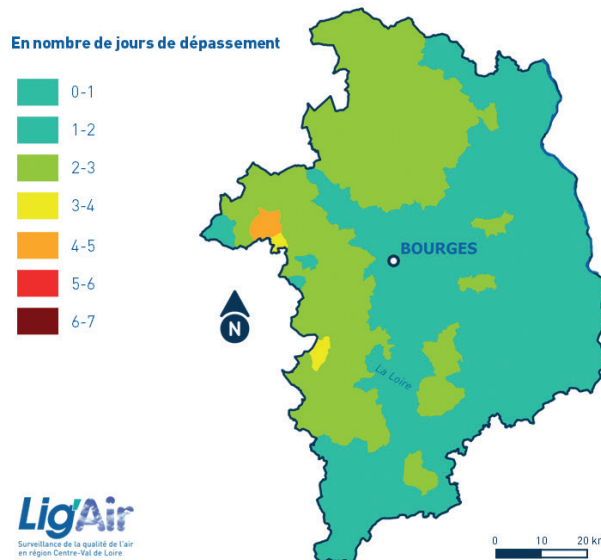 En nombre de jours de dépassement
0-1
1-2
2-3
3-4
4-5
5-6
6-7
BOURGES
N
La Loire
Lig'Air
Surveillance de la qualité de l'air
en région Centre-Val de Loire
0 10 20 km